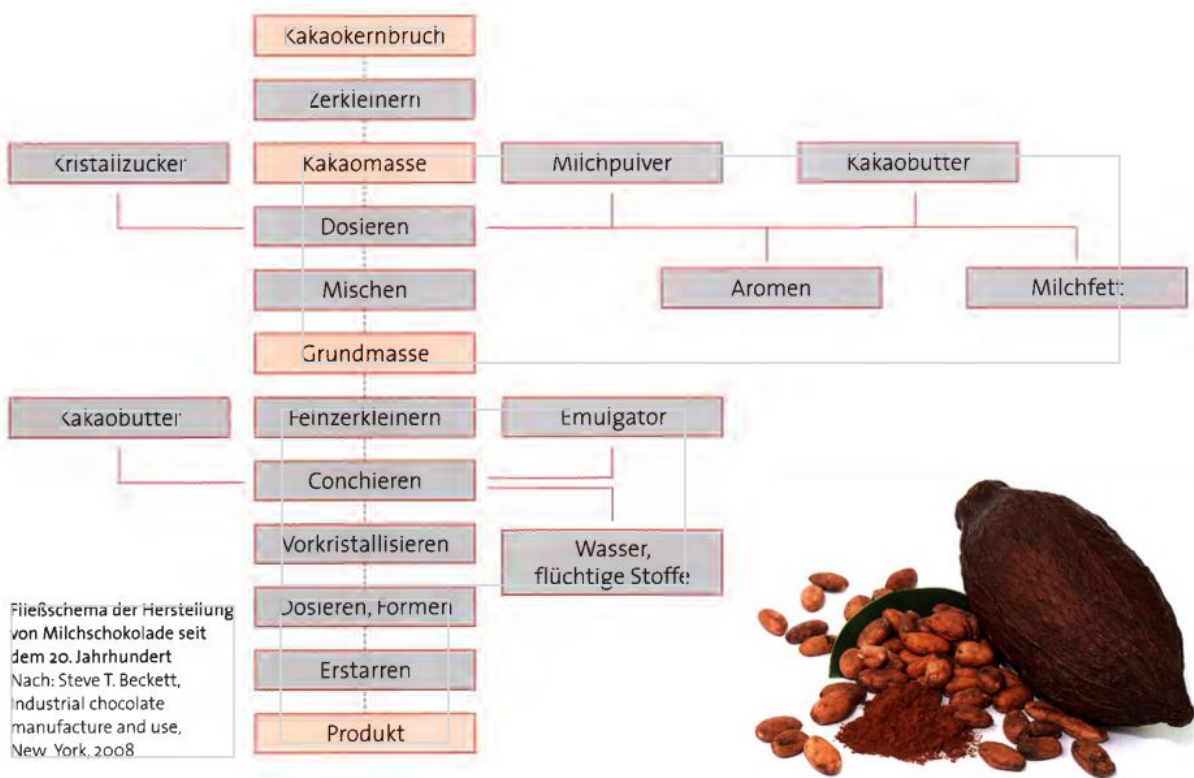 Kakaokernbruch
Zerkleinern
Kristallzucker
Kakaomasse
Milchpulver
Kakaobutter
Dosieren
Mischen
Aromen
Milchfett
Grundmasse
Kakaobutter
Feinzerkleinern
Emulgator
Conchieren
Vorkristallisieren
Wasser,
flüchtige Stoffe
Dosieren, Formen
Erstarren
Produkt
Fließschema der Herstellung
von Milchschokolade seit
dem 20. Jahrhundert
Nach: Steve T. Beckett,
Industrial chocolate
manufacture and use,
New York, 2008